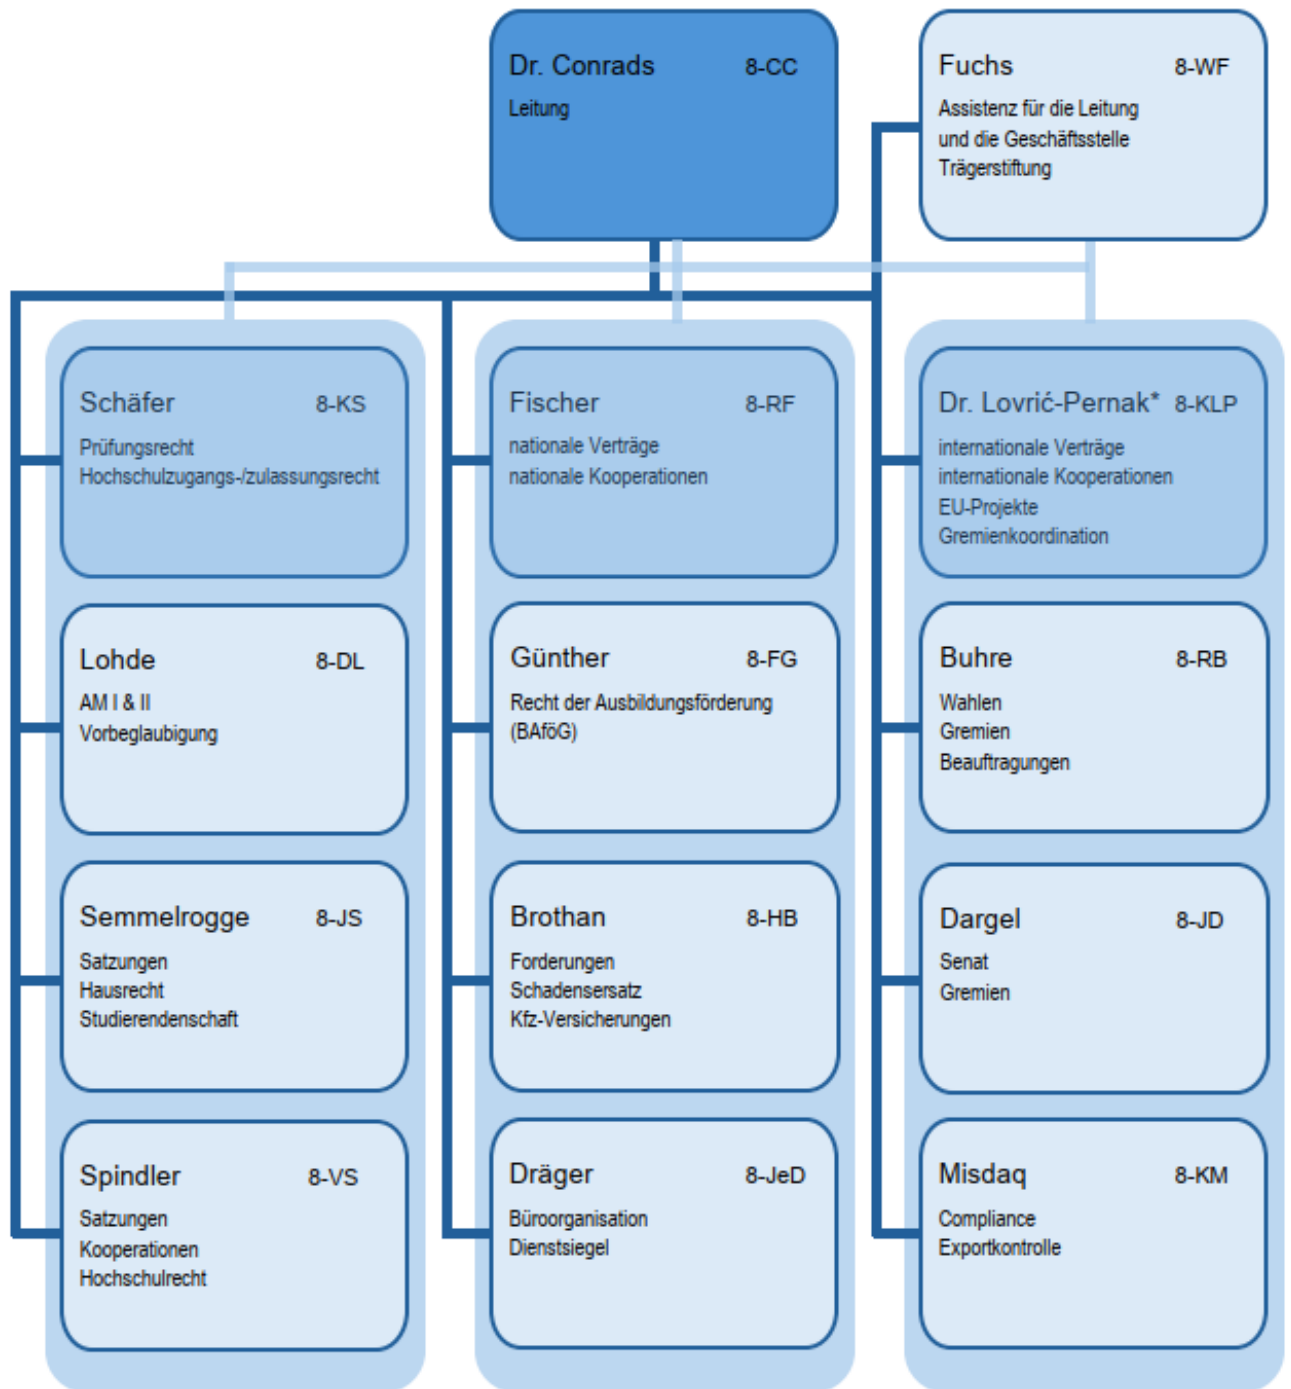 Dr. Conrads 8-CC
Leitung
Fuchs 8-WF
Assistenz für die Leitung
und die Geschäftsstelle
Trägerstiftung
Schäfer 8-KS
Prüfungsrecht
Hochschulzugangs-/zulassungsrecht
Fischer 8-RF
nationale Verträge
nationale Kooperationen
Dr. Lovrić-Pernak* 8-KLP
internationale Verträge
internationale Kooperationen
EU-Projekte
Gremienkoordination
Lohde 8-DL
AM I & II
Vorbeglaubigung
Günther 8-FG
Recht der Ausbildungsförderung
(BAföG)
Buhre 8-RB
Wahlen
Gremien
Beauftragungen
Semmelrogge 8-JS
Satzungen
Hausrecht
Studierendenschaft
Brothan 8-HB
Forderungen
Schadensersatz
Kfz-Versicherungen
Dargel 8-JD
Senat
Gremien
Spindler 8-VS
Satzungen
Kooperationen
Hochschulrecht
Dräger 8-JeD
Büroorganisation
Dienstsiegel
Misdaq 8-KM
Compliance
Exportkontrolle